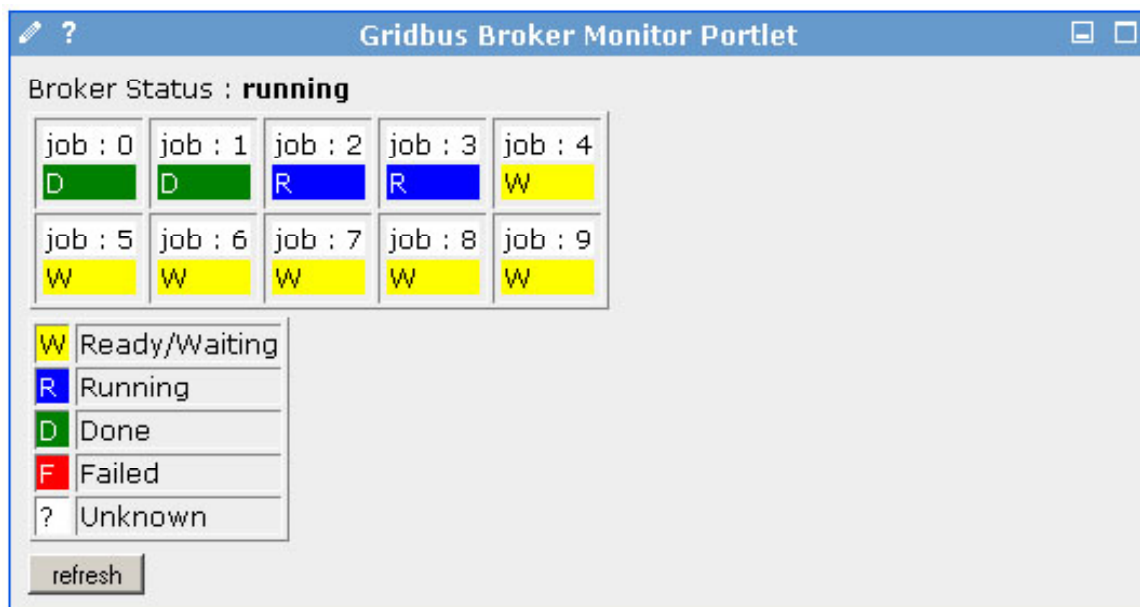 ? Gridbus Broker Monitor Portlet
Broker Status : running
job : 0 job : 1 job : 2 job : 3 job : 4
D D R R W
job : 5 job : 6 job : 7 job : 8 job : 9
W W W W W
W Ready/Waiting
R Running
D Done
F Failed
? Unknown
refresh